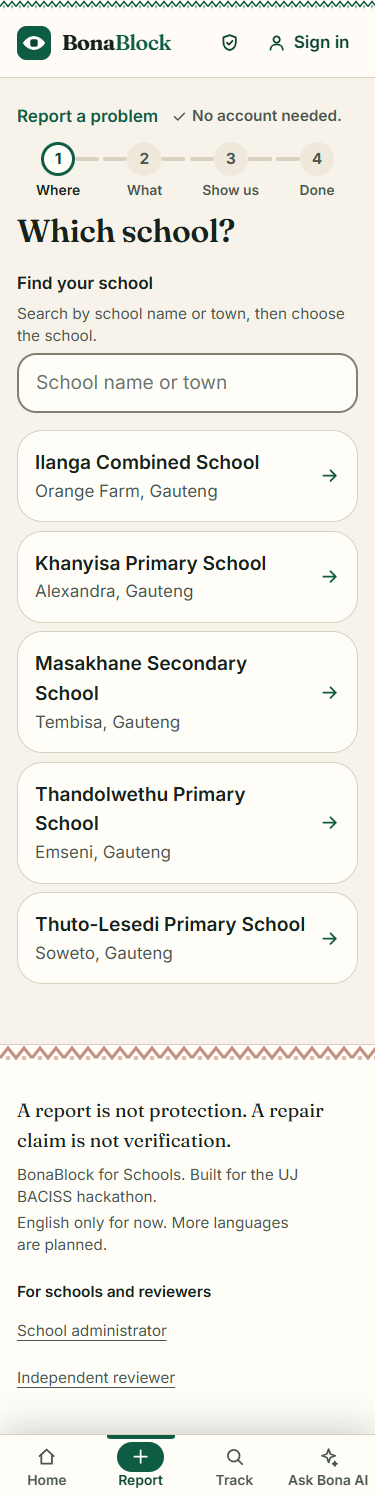 BonaBlock
Sign in
Report a problem
No account needed.
1 2 3 4
Where What Show us Done
Which school?
Find your school
Search by school name or town, then choose
the school.
School name or town
Ilanga Combined School
Orange Farm, Gauteng
Khanyisa Primary School
Alexandra, Gauteng
Masakhane Secondary
School
Tembisa, Gauteng
Thandolwethu Primary
School
Emseni, Gauteng
Thuto-Lesedi Primary School
Soweto, Gauteng
A report is not protection. A repair
claim is not verification.
BonaBlock for Schools. Built for the UJ
BACISS hackathon.
English only for now. More languages
are planned.
For schools and reviewers
School administrator
Independent reviewer
Home Report Track Ask Bona AI